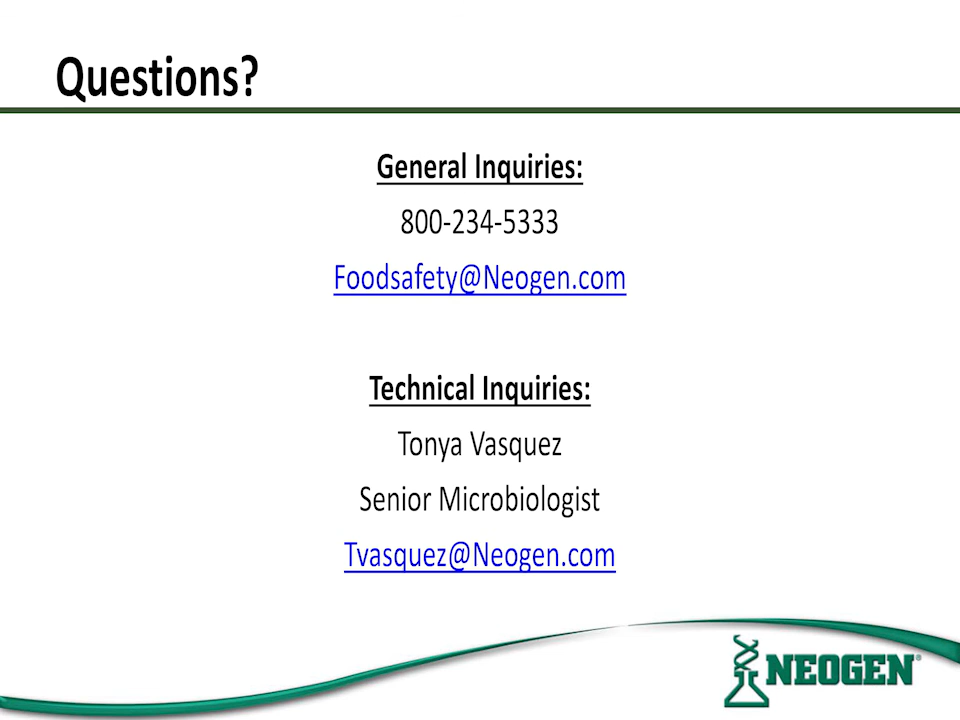 Questions?
General Inquiries:
800-234-5333
Foodsafety@Neogen.com
Technical Inquiries:
Tonya Vasquez
Senior Microbiologist
Tvasquez@Neogen.com
NEOGEN®